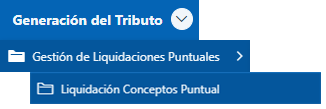 Generación del Tributo
Gestión de Liquidaciones Puntuales
Liquidación Conceptos Puntual